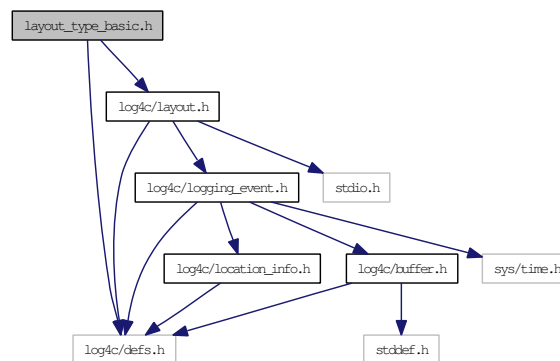 layout_type_basic.h
log4c/layout.h
log4c/logging_event.h
stdio.h
log4c/location_info.h
log4c/buffer.h
sys/time.h
log4c/defs.h
stddef.h